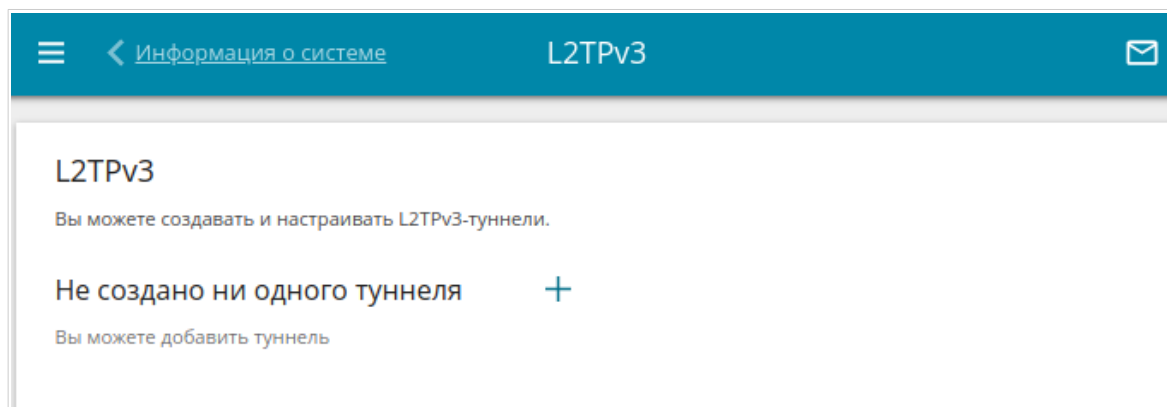 Информация о системе
L2TPv3
L2TPv3
Вы можете создавать и настраивать L2TPv3-туннели.
Не создано ни одного туннеля
Вы можете добавить туннель